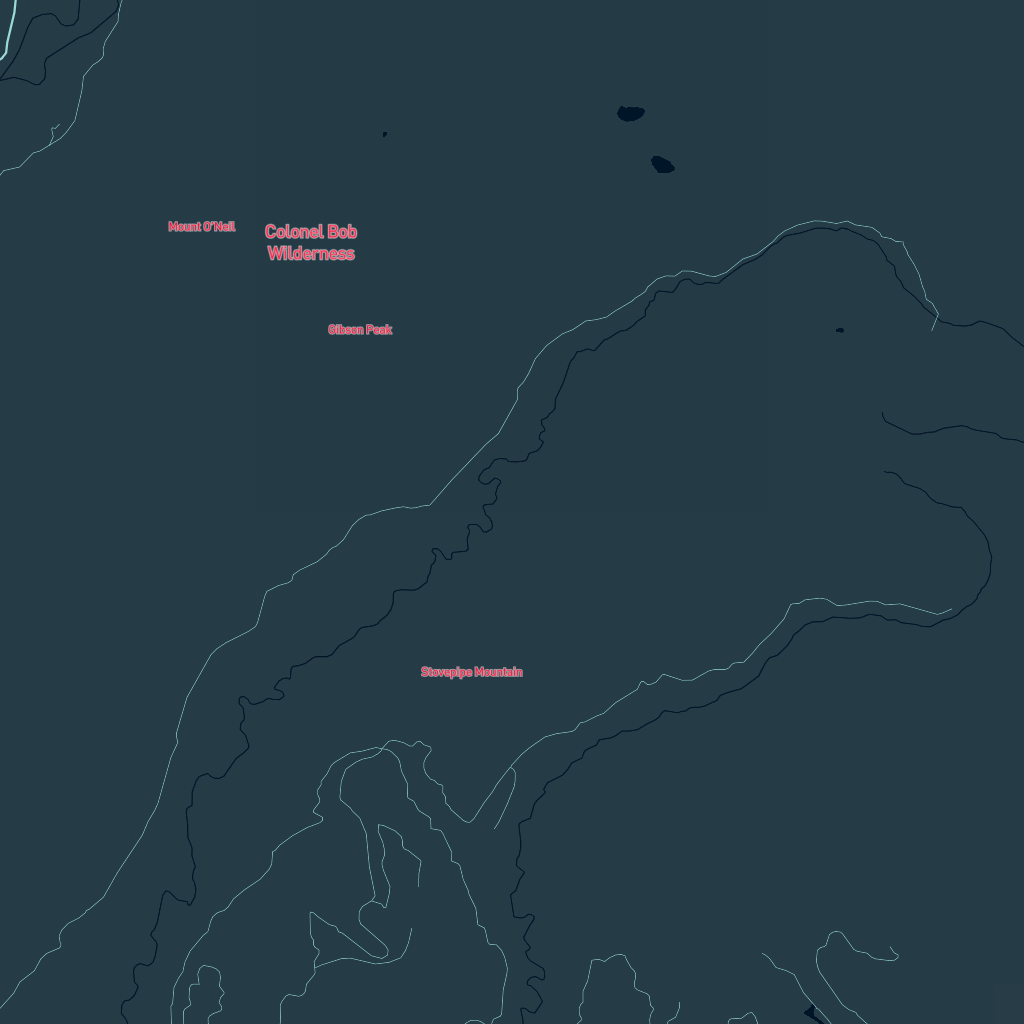 Mount O'Neil
Colonel Bob
Wilderness
Gibson Peak
Stovepipe Mountain